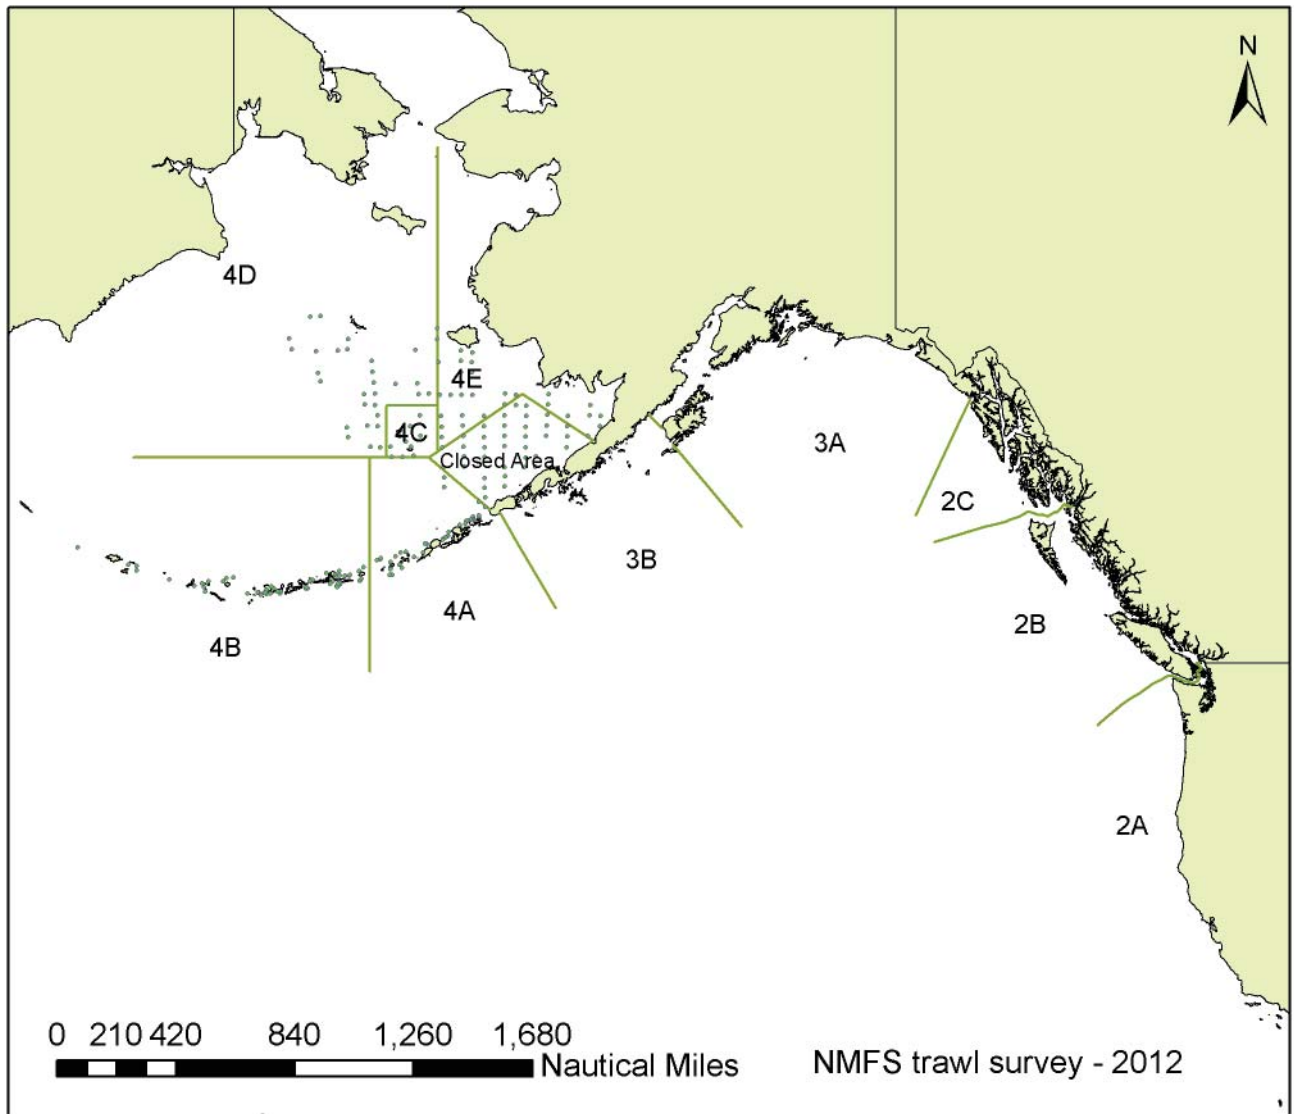 N
4D
4E
4C
Closed Area
3A
2C
3B
4A
2B
4B
2A
0 210 420 840 1,260 1,680
Nautical Miles
NMFS trawl survey - 2012